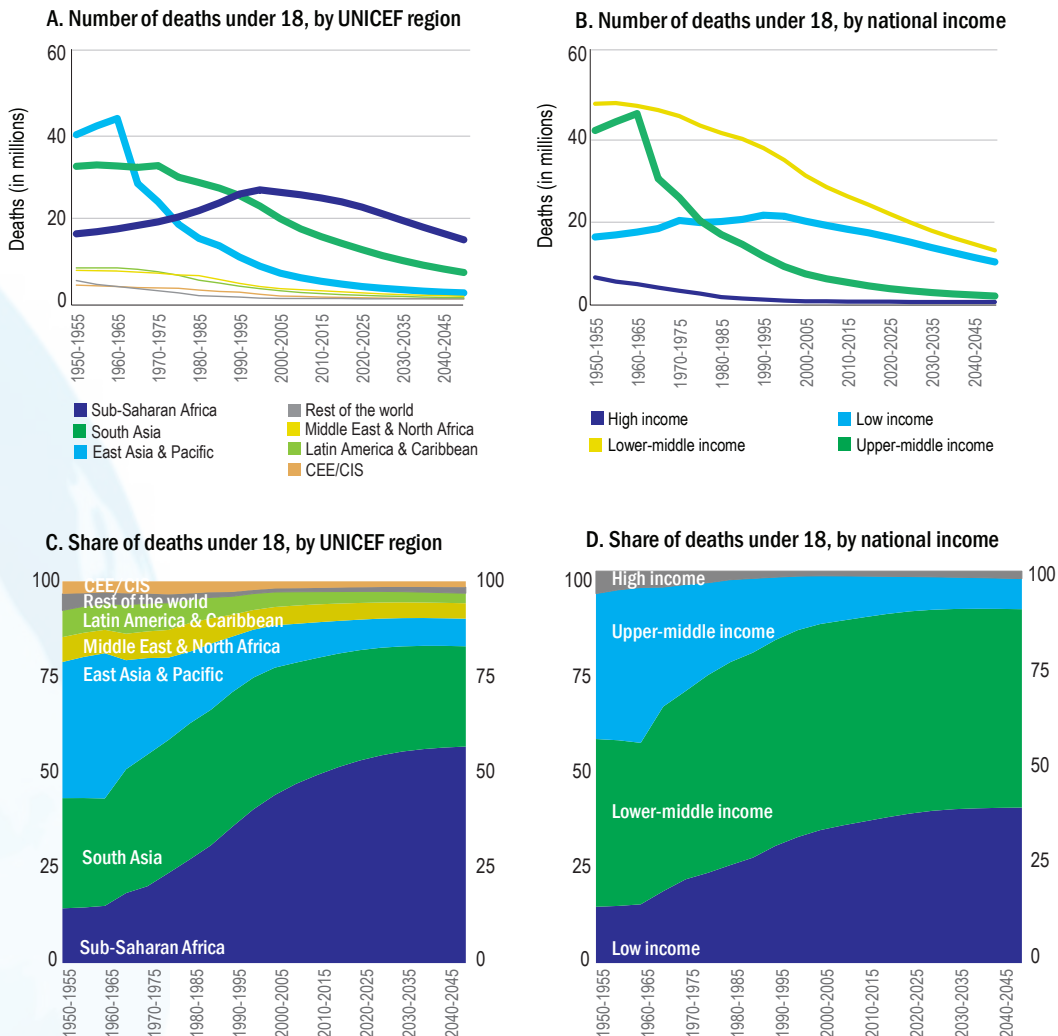 A. Number of deaths under 18, by UNICEF region
Deaths (in millions)
60
40
20
0
1950-1955
1960-1965
1970-1975
1980-1985
1990-1995
2000-2005
2010-2015
2020-2025
2030-2035
2040-2045
Sub-Saharan Africa
South Asia
East Asia & Pacific
Rest of the world
Middle East & North Africa
Latin America & Caribbean
CEE/CIS
B. Number of deaths under 18, by national income
Deaths (in millions)
60
40
20
0
1950-1955
1960-1965
1970-1975
1980-1985
1990-1995
2000-2005
2010-2015
2020-2025
2030-2035
2040-2045
High income
Low income
Lower-middle income
Upper-middle income
C. Share of deaths under 18, by UNICEF region
100
75
50
25
0
CEE/CIS
Rest of the world
Latin America & Caribbean
Middle East & North Africa
East Asia & Pacific
South Asia
Sub-Saharan Africa
100
75
50
25
0
1950-1955
1960-1965
1970-1975
1980-1985
1990-1995
2000-2005
2010-2015
2020-2025
2030-2035
2040-2045
D. Share of deaths under 18, by national income
100
75
50
25
0
High income
Upper-middle income
Lower-middle income
Low income
100
75
50
25
0
1950-1955
1960-1965
1970-1975
1980-1985
1990-1995
2000-2005
2010-2015
2020-2025
2030-2035
2040-2045